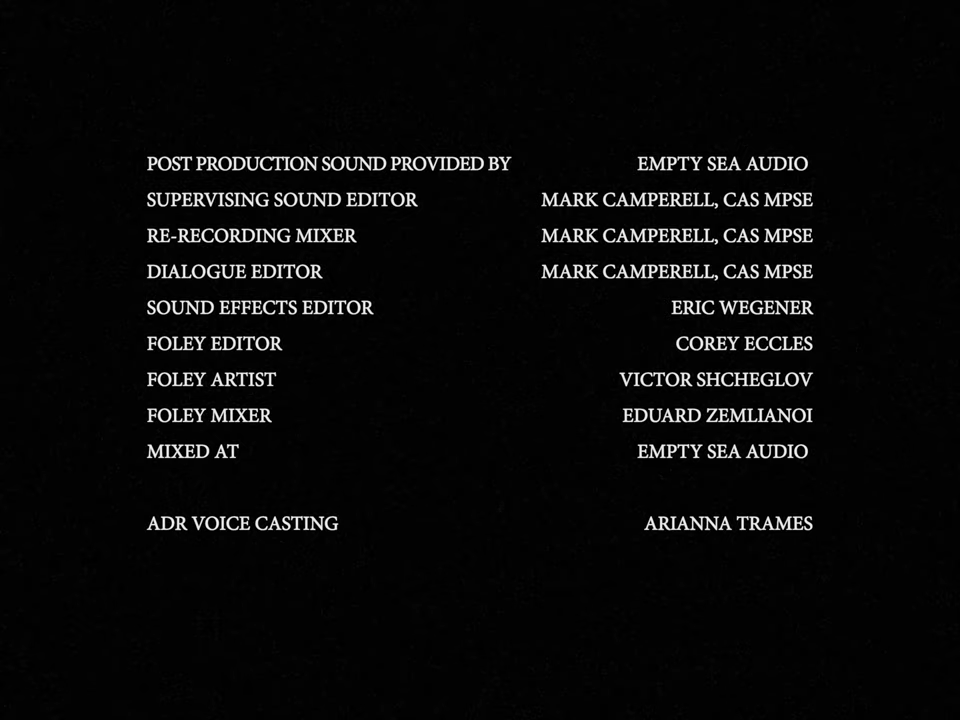 POST PRODUCTION SOUND PROVIDED BY EMPTY SEA AUDIO
SUPERVISING SOUND EDITOR MARK CAMPERELL, CAS MPSE
RE-RECORDING MIXER MARK CAMPERELL, CAS MPSE
DIALOGUE EDITOR MARK CAMPERELL, CAS MPSE
SOUND EFFECTS EDITOR ERIC WEGENER
FOLEY EDITOR COREY ECCLES
FOLEY ARTIST VICTOR SHCHEGLOV
FOLEY MIXER EDUARD ZEMLIANOI
MIXED AT EMPTY SEA AUDIO
ADR VOICE CASTING ARIANNA TRAMES